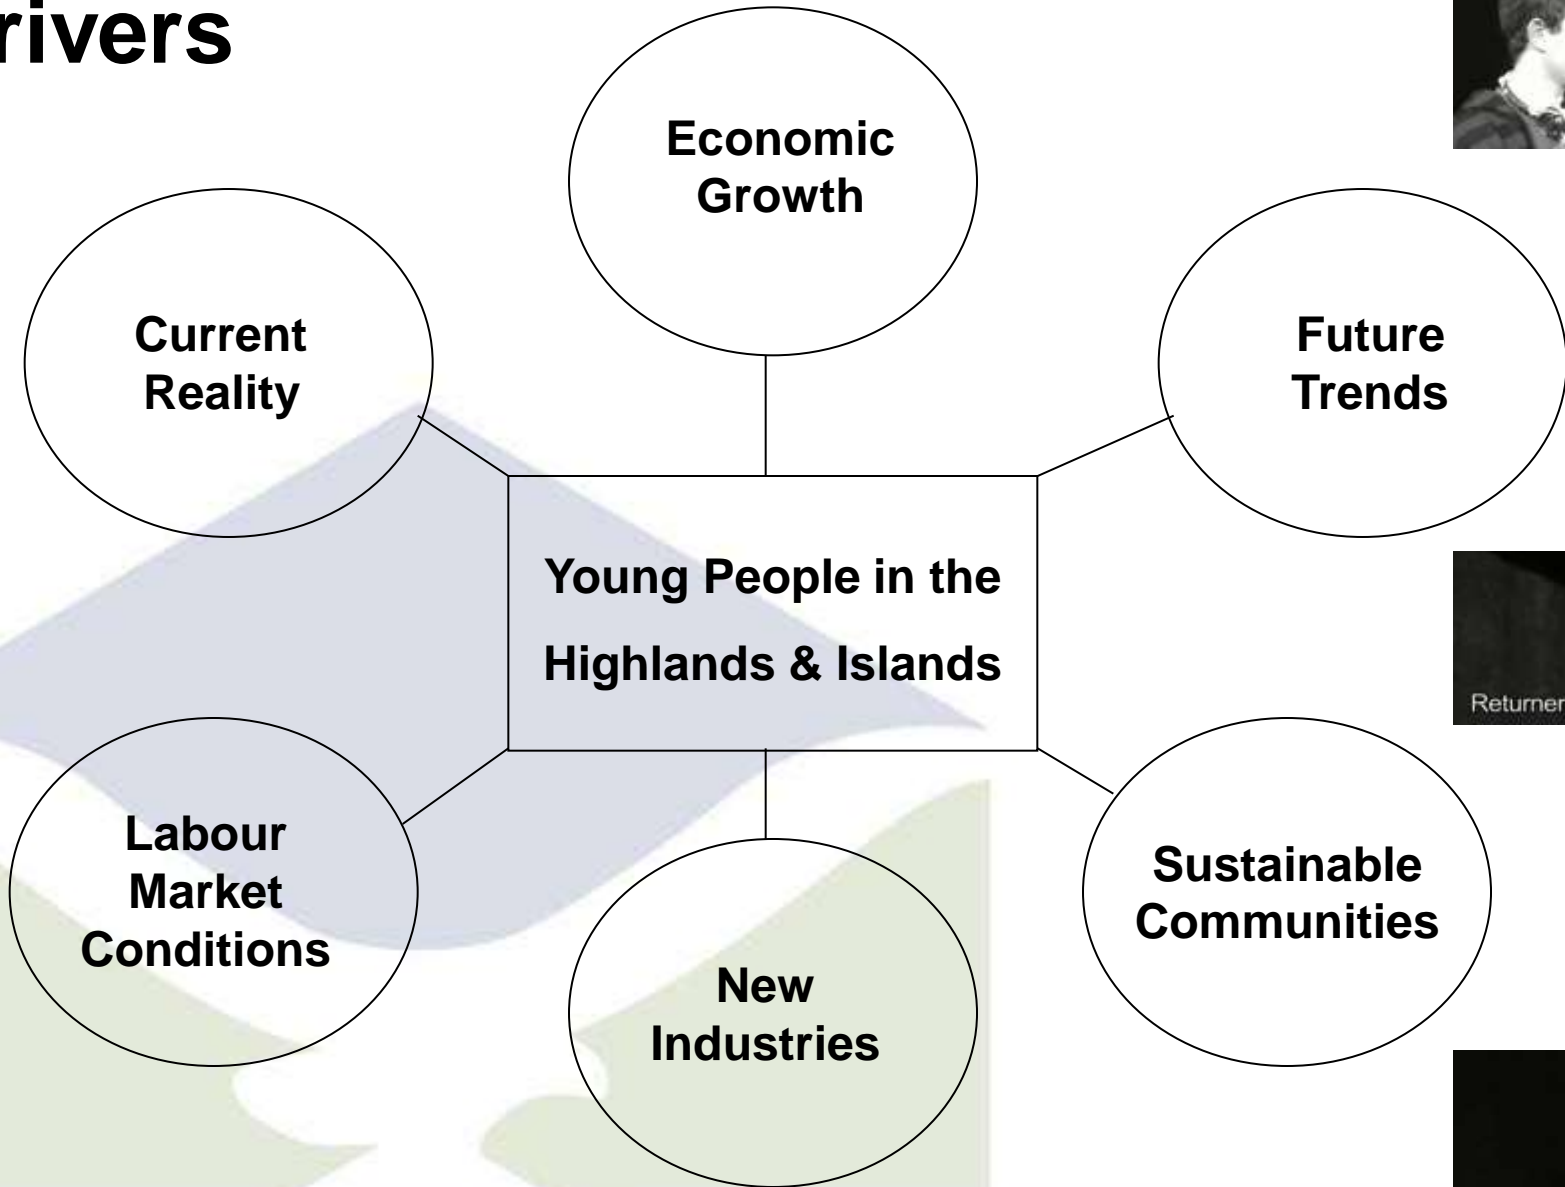 rivers
Economic
Growth
Current
Reality
Future
Trends
Young People in the
Highlands & Islands
Returner
Labour
Market
Conditions
Sustainable
Communities
New
Industries